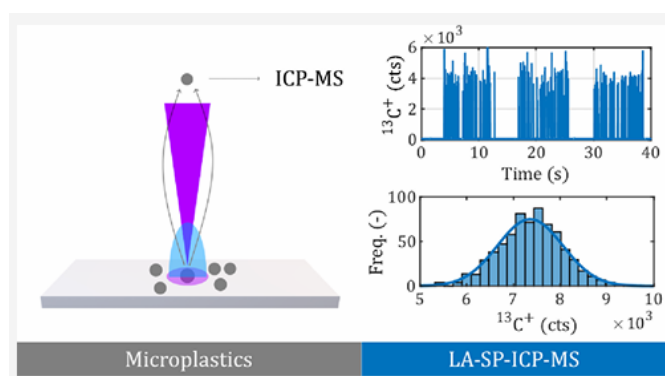 ICP-MS
× 10³
¹³C⁺ (cts)
6
4
2
0
0 10 20 30 40
Time (s)
Freq. (-)
100
50
0
5 6 7 8 9 10
¹³C⁺ (cts) × 10³
Microplastics
LA-SP-ICP-MS